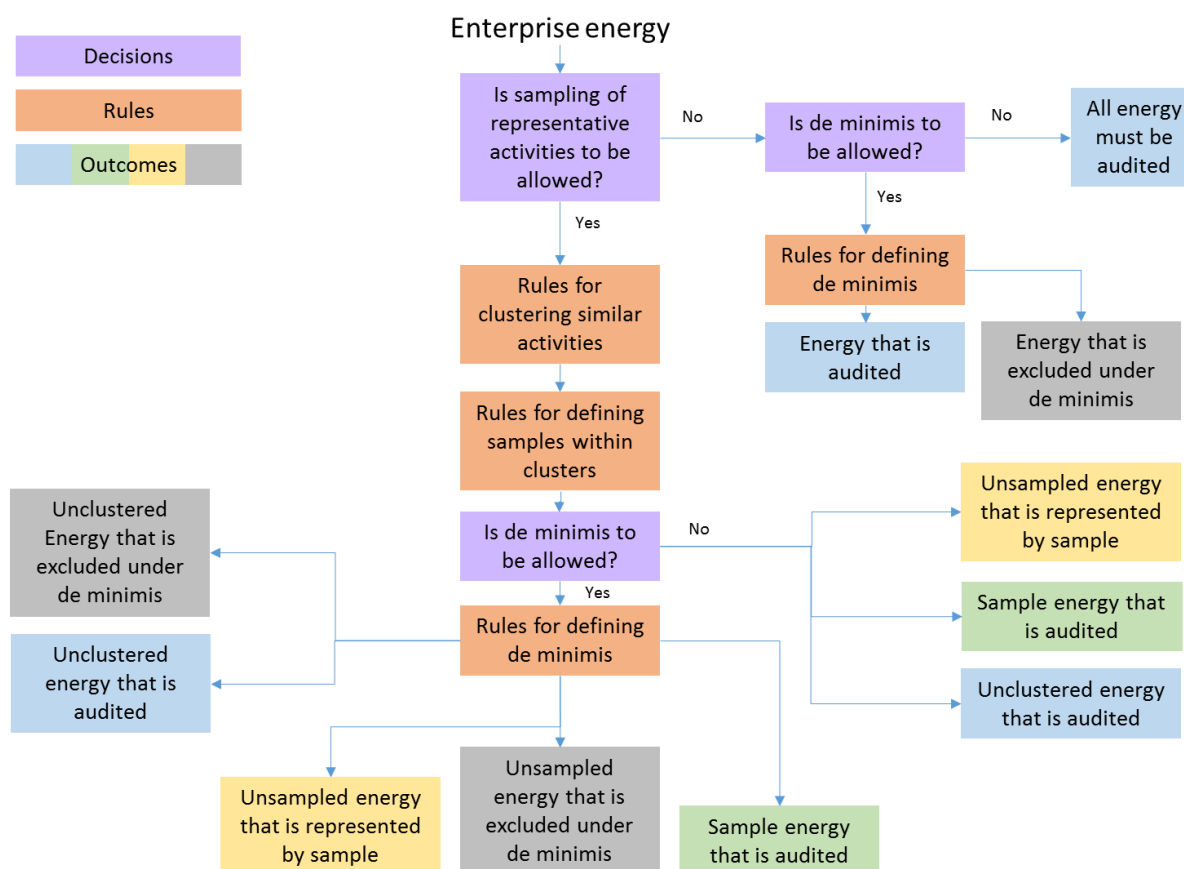 Enterprise energy
Decisions
Rules
Outcomes
Is sampling of
representative
activities to be
allowed?
No
Is de minimis to
be allowed?
No
All energy
must be
audited
Yes
Yes
Rules for defining
de minimis
Energy that is
audited
Energy that is
excluded under
de minimis
Rules for
clustering similar
activities
Rules for defining
samples within
clusters
Is de minimis to
be allowed?
No
Yes
Unsampled energy
that is represented
by sample
Sample energy that
is audited
Unclustered energy
that is audited
Rules for defining
de minimis
Unclustered
Energy that is
excluded under
de minimis
Unclustered
energy that is
audited
Unsampled energy
that is represented
by sample
Unsampled
energy that is
excluded under
de minimis
Sample energy
that is audited